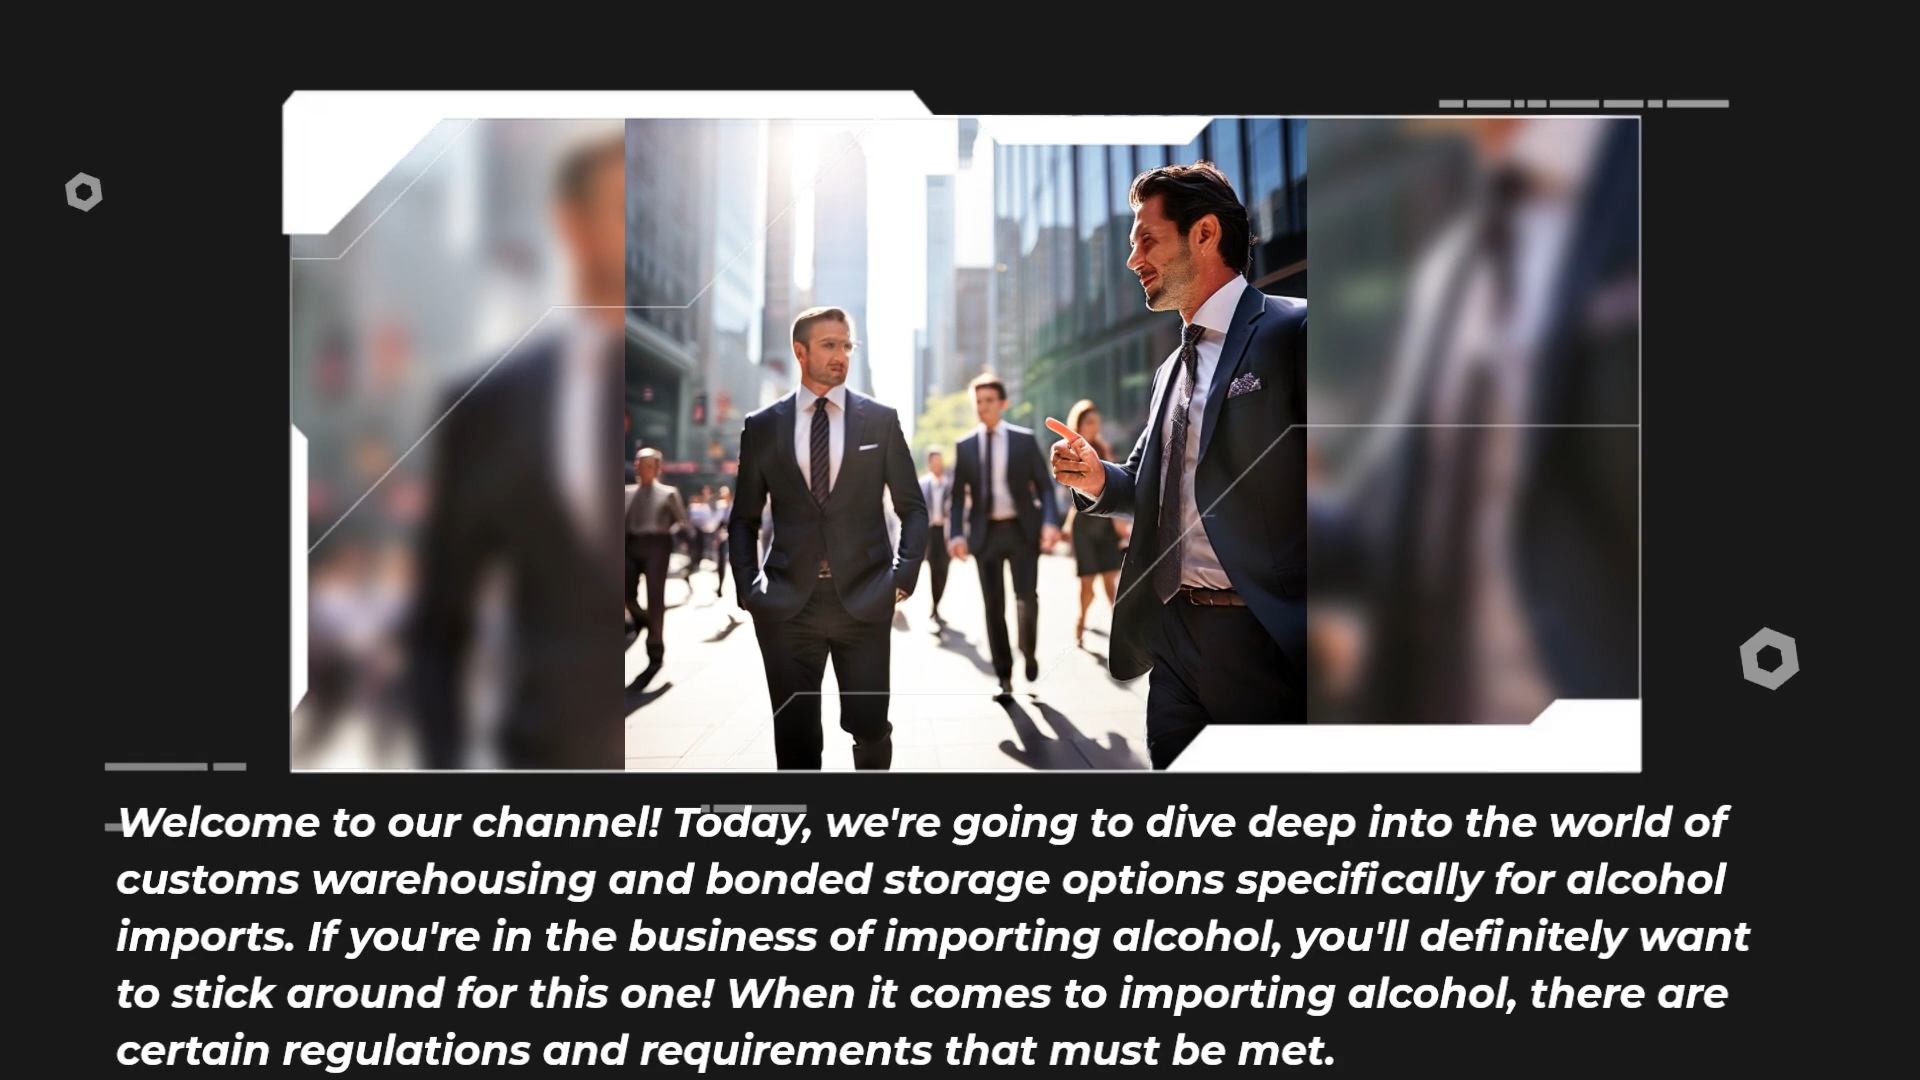 Welcome to our channel! Today, we're going to dive deep into the world of
customs warehousing and bonded storage options specifically for alcohol
imports. If you're in the business of importing alcohol, you'll definitely want
to stick around for this one! When it comes to importing alcohol, there are
certain regulations and requirements that must be met.